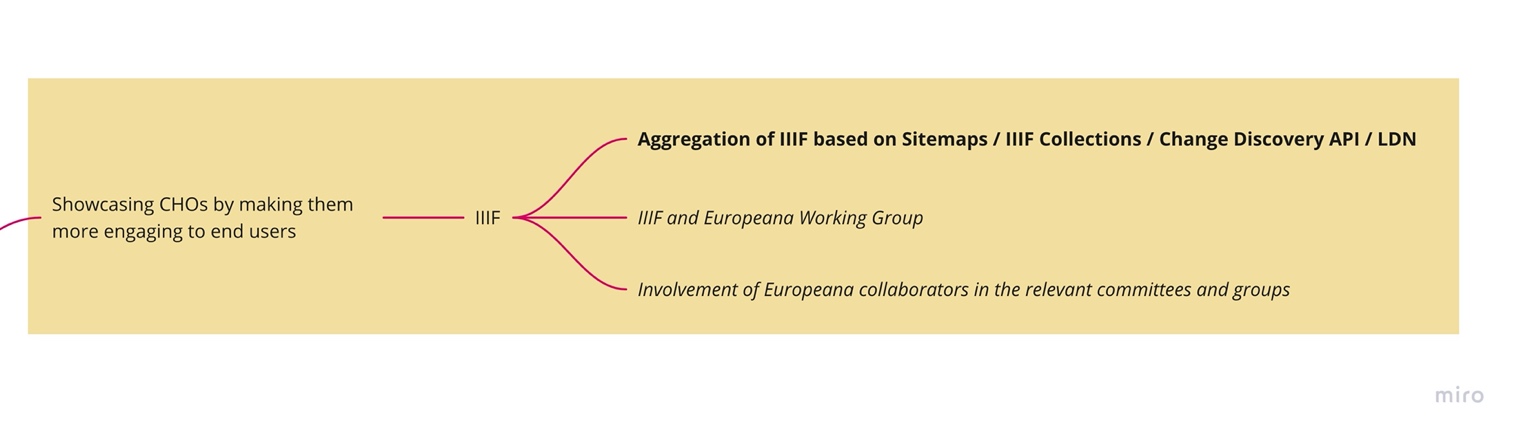 Aggregation of IIIF based on Sitemaps / IIIF Collections / Change Discovery API / LDN
Showcasing CHOs by making them
more engaging to end users
IIIF
IIIF and Europeana Working Group
Involvement of Europeana collaborators in the relevant committees and groups
miro